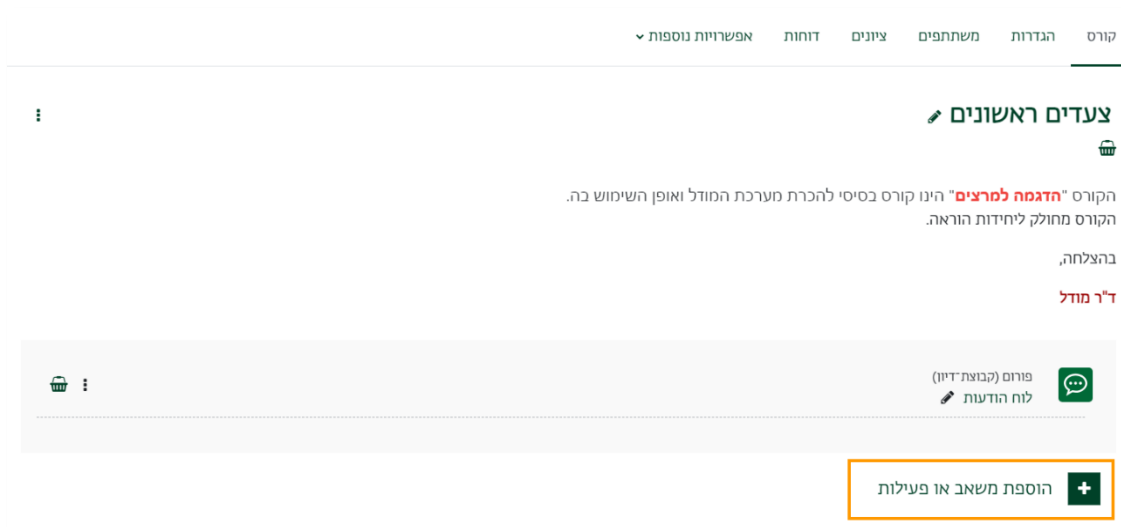 קורס הגדרות משתתפים ציונים דוחות אפשרויות נוספות
צעדים ראשונים
הקורס "הדגמה למרצים" הינו קורס בסיסי להכרת מערכת המודל ואופן השימוש בה.
הקורס מחולק ליחידות הוראה.
בהצלחה,
ד"ר מודל
פורום (קבוצת־דיון)
לוח הודעות
הוספת משאב או פעילות